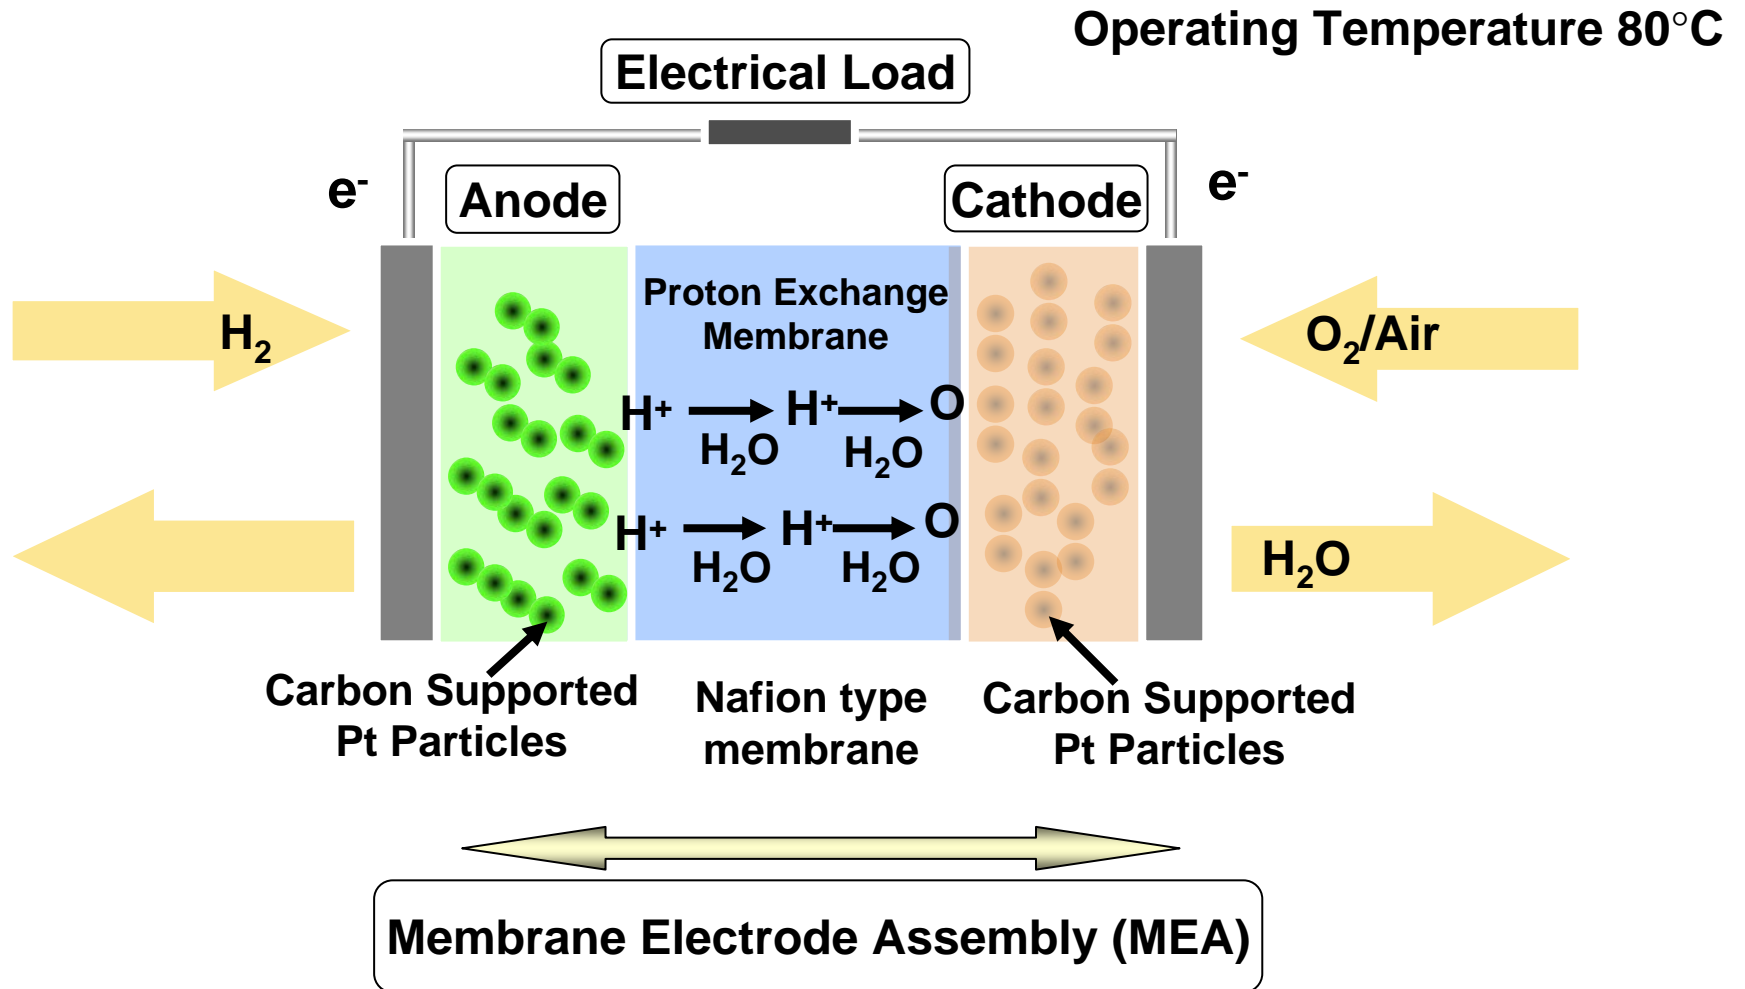 Operating Temperature 80°C
Electrical Load
e-
Anode
Cathode
e-
H2
Proton Exchange
Membrane
O2/Air
H+ H+ O
H2O H2O
H+ H+ O
H2O H2O
H2O
Carbon Supported
Pt Particles
Nafion type
membrane
Carbon Supported
Pt Particles
Membrane Electrode Assembly (MEA)